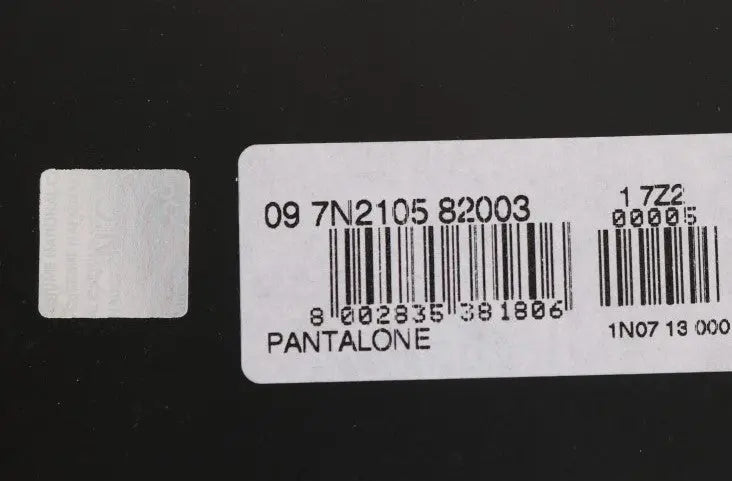 09 7N2105 82003
8 002835 381806
PANTALONE
1 7Z2
00005
1N07 13 000